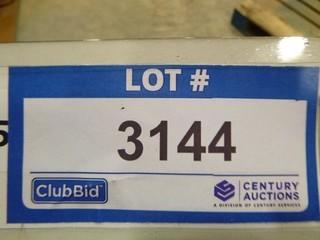 LOT #
3144
ClubBid
CENTURY
AUCTIONS
A DIVISION OF CENTURY SERVICES